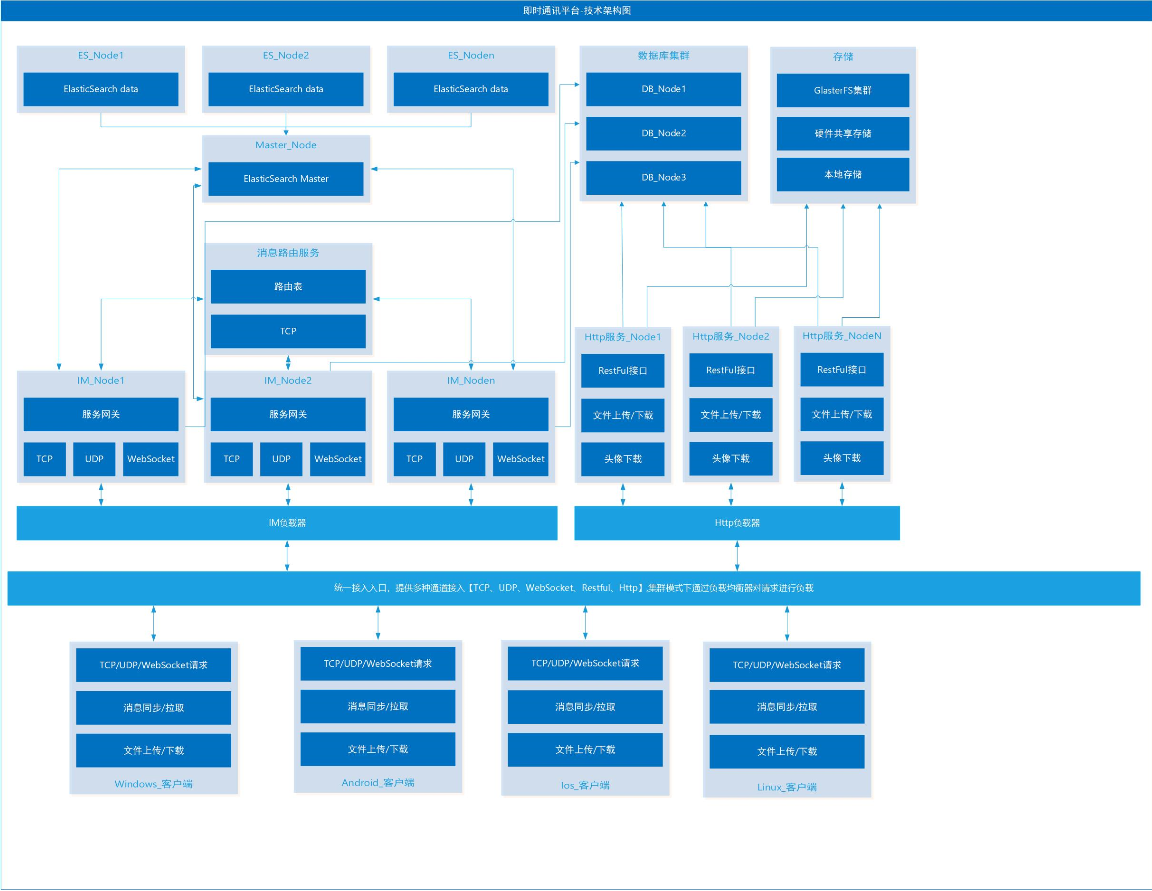 即时通讯平台-技术架构图
ES_Node1
ElasticSearch data
ES_Node2
ElasticSearch data
ES_Noden
ElasticSearch data
数据库集群
DB_Node1
DB_Node2
DB_Node3
存储
GlasterFS集群
硬件共享存储
本地存储
Master_Node
ElasticSearch Master
消息路由服务
路由表
TCP
IM_Node1
服务网关
TCP
UDP
WebSocket
IM_Node2
服务网关
TCP
UDP
WebSocket
IM_Noden
服务网关
TCP
UDP
WebSocket
Http服务_Node1
RestFul接口
文件上传/下载
头像下载
Http服务_Node2
RestFul接口
文件上传/下载
头像下载
Http服务_NodeN
RestFul接口
文件上传/下载
头像下载
IM负载器
Http负载器
统一接入入口，提供多种通道接入【TCP、UDP、WebSocket、Restful、Http】,集群模式下通过负载均衡器对请求进行负载
TCP/UDP/WebSocket请求
消息同步/拉取
文件上传/下载
Windows_客户端
TCP/UDP/WebSocket请求
消息同步/拉取
文件上传/下载
Android_客户端
TCP/UDP/WebSocket请求
消息同步/拉取
文件上传/下载
Ios_客户端
TCP/UDP/WebSocket请求
消息同步/拉取
文件上传/下载
Linux_客户端